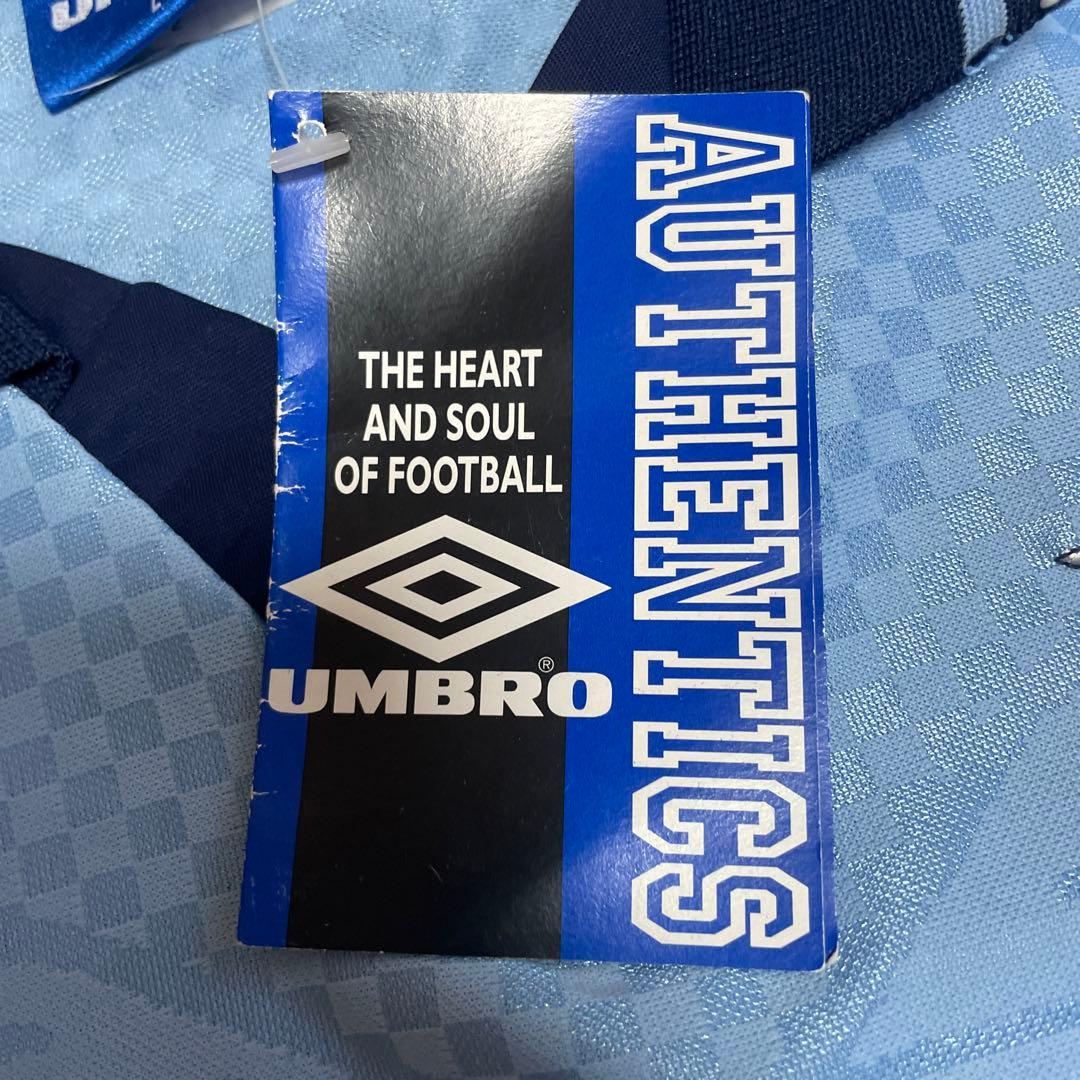 THE HEART
AND SOUL
OF FOOTBALL
UMBRO®
AUTHENTICS